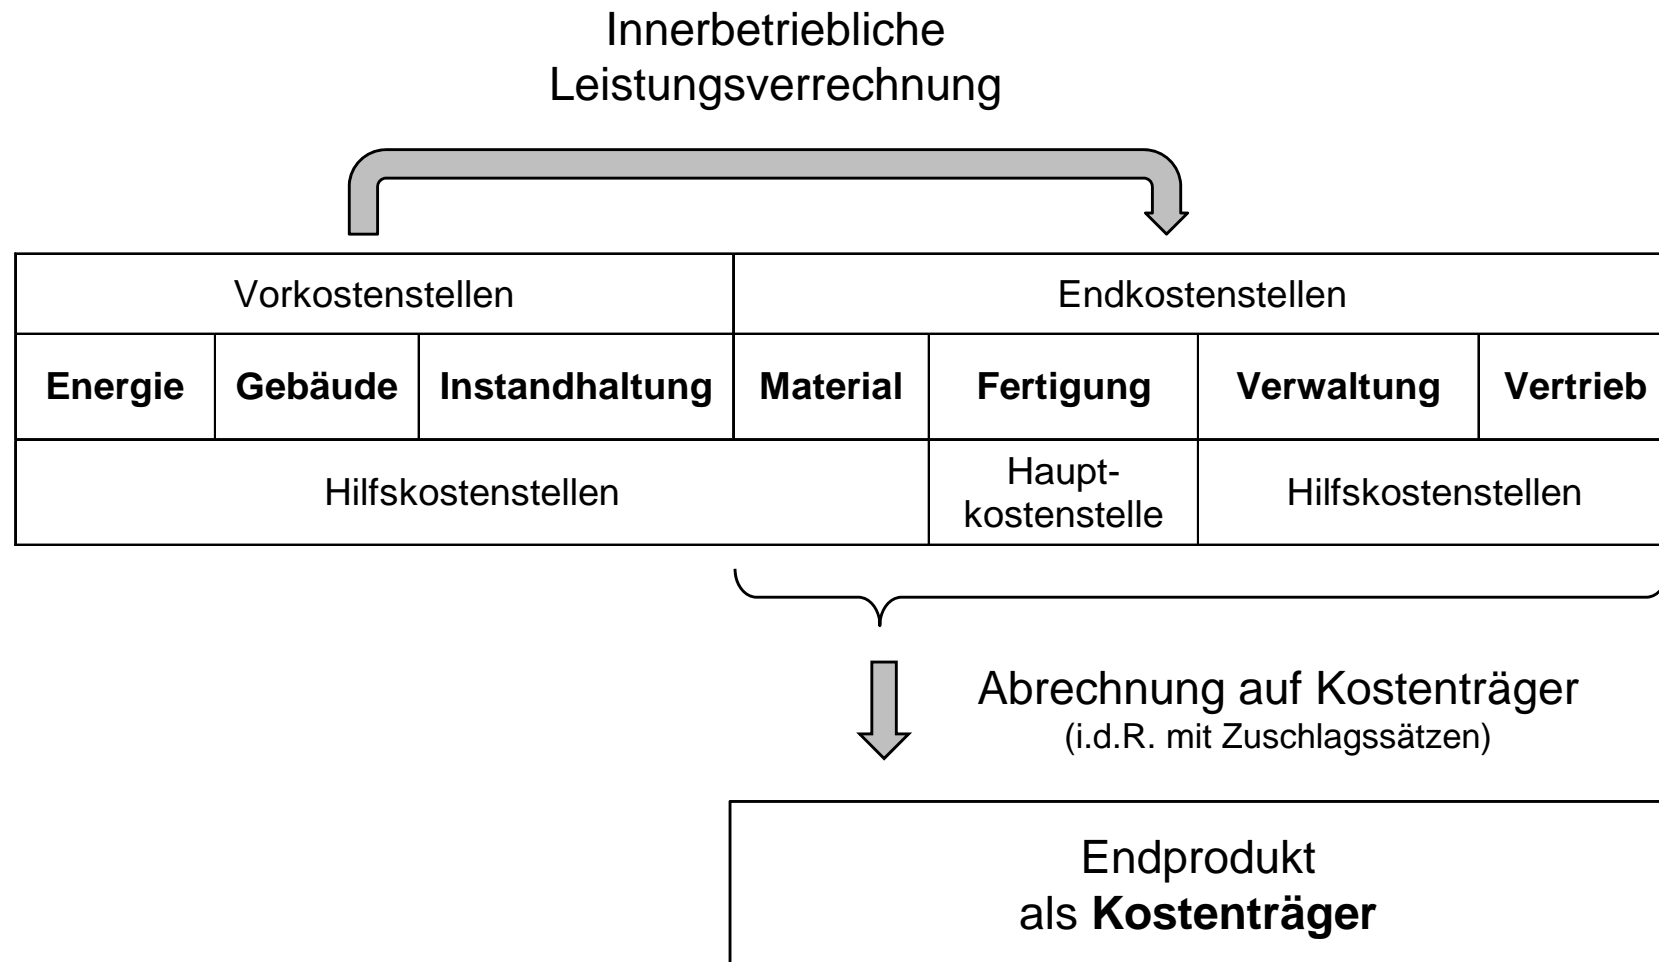 Innerbetriebliche
Leistungsverrechnung
Vorkostenstellen Endkostenstellen
Energie Gebäude Instandhaltung Material Fertigung Verwaltung Vertrieb
Hilfskostenstellen Haupt-
kostenstelle Hilfskostenstellen
Abrechnung auf Kostenträger
(i.d.R. mit Zuschlagssätzen)
Endprodukt
als Kostenträger